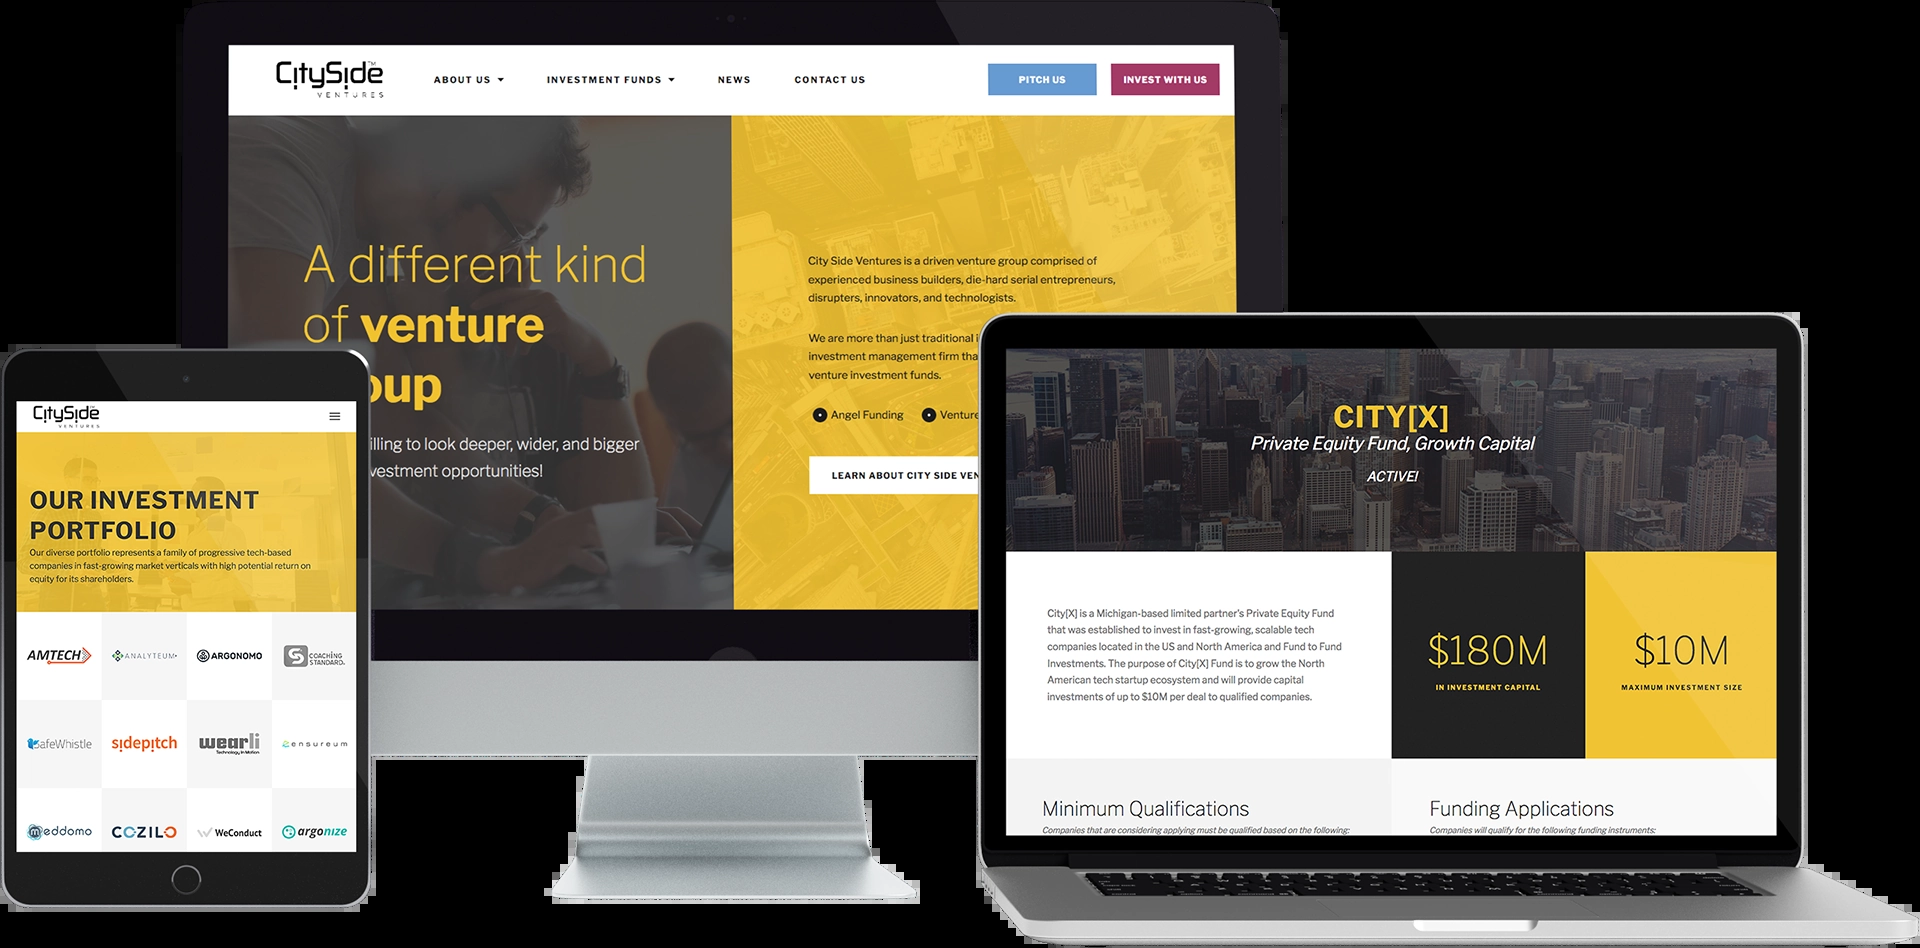 CitySide™
VENTURES
ABOUT US
INVESTMENT FUNDS
NEWS
CONTACT US
PITCH US
INVEST WITH US
A different kind
of venture
oup
illing to look deeper, wider, and bigger
vestment opportunities!
City Side Ventures is a driven venture group comprised of
experienced business builders, die-hard serial entrepreneurs,
disrupters, innovators, and technologists.
We are more than just traditional i
investment management firm tha
venture investment funds.
Angel Funding
Venture
LEARN ABOUT CITY SIDE VEN
CitySide
VENTURES
OUR INVESTMENT
PORTFOLIO
Our diverse portfolio represents a family of progressive tech-based
companies in fast-growing market verticals with high potential return on
equity for its shareholders.
AMTECH
ANALYTEUM
ARGONOMO
COACHING
STANDARD
SafeWhistle
sidepitch
wearli
Technology In Motion
ensureum
meddomo
COZILO
WeConduct
argonize
CITY[X]
Private Equity Fund, Growth Capital
ACTIVE!
City[X] is a Michigan-based limited partner's Private Equity Fund
that was established to invest in fast-growing, scalable tech
companies located in the US and North America and Fund to Fund
Investments. The purpose of City[X] Fund is to grow the North
American tech startup ecosystem and will provide capital
investments of up to $10M per deal to qualified companies.
$180M
IN INVESTMENT CAPITAL
$10M
MAXIMUM INVESTMENT SIZE
Minimum Qualifications
Companies that are considering applying must be qualified based on the following:
Funding Applications
Companies will qualify for the following funding instruments: